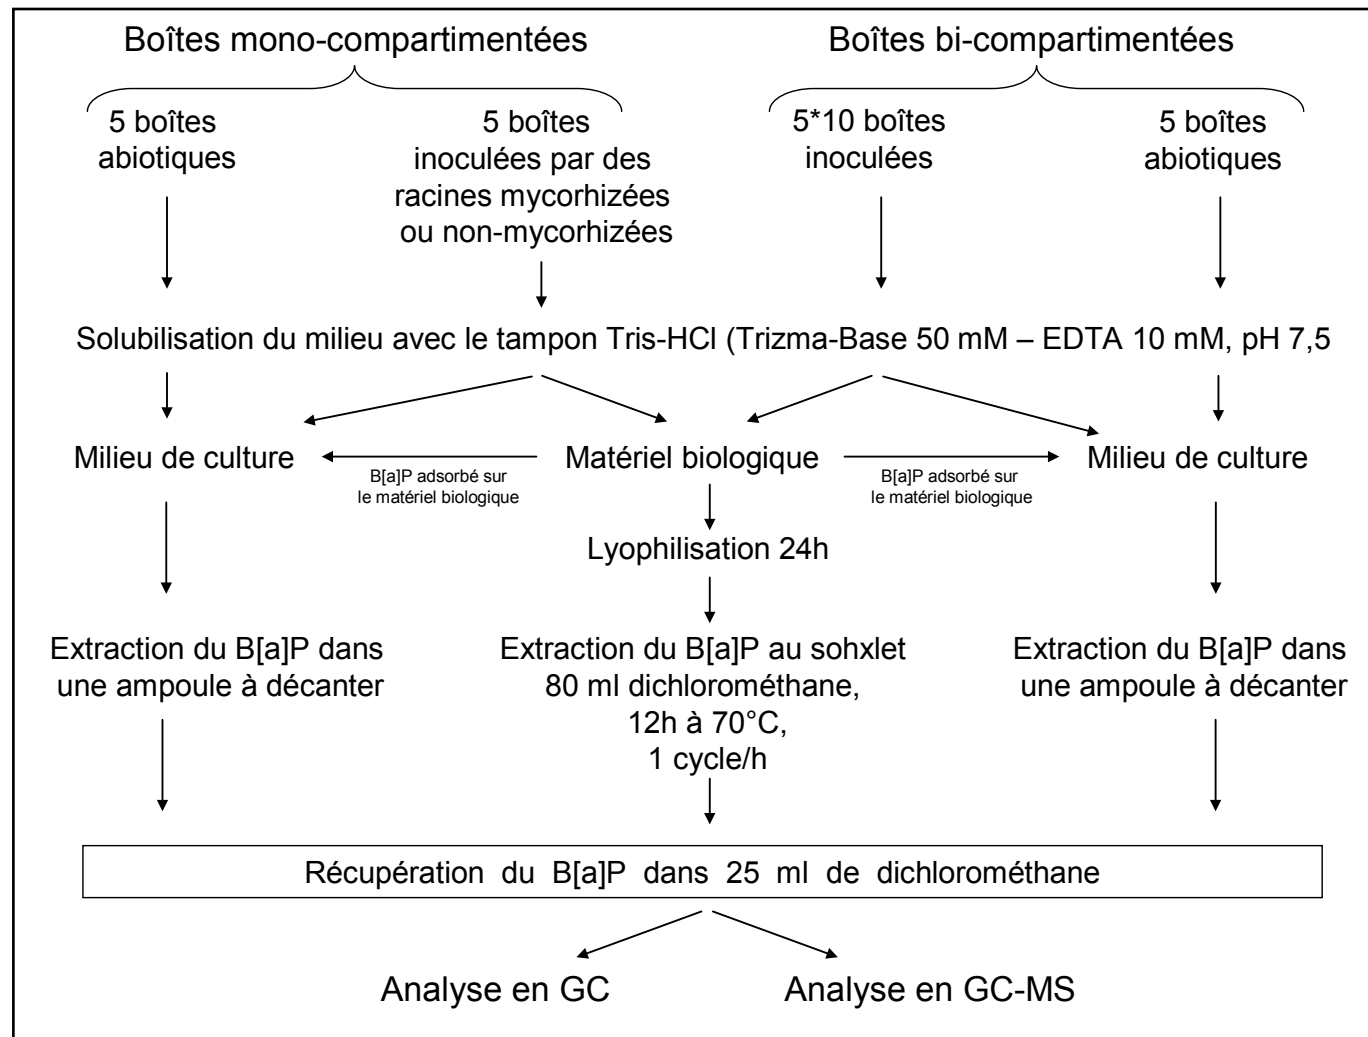 Boîtes mono-compartimentées
Boîtes bi-compartimentées
5 boîtes
abiotiques
5 boîtes
inoculées par des
racines mycorhizées
ou non-mycorhizées
5*10 boîtes
inoculées
5 boîtes
abiotiques
Solubilisation du milieu avec le tampon Tris-HCl (Trizma-Base 50 mM – EDTA 10 mM, pH 7,5
Milieu de culture
B[a]P adsorbé sur
le matériel biologique
Matériel biologique
B[a]P adsorbé sur
le matériel biologique
Milieu de culture
Lyophilisation 24h
Extraction du B[a]P dans
une ampoule à décanter
Extraction du B[a]P au sohxlet
80 ml dichlorométhane,
12h à 70°C,
1 cycle/h
Extraction du B[a]P dans
une ampoule à décanter
Récupération du B[a]P dans 25 ml de dichlorométhane
Analyse en GC
Analyse en GC-MS